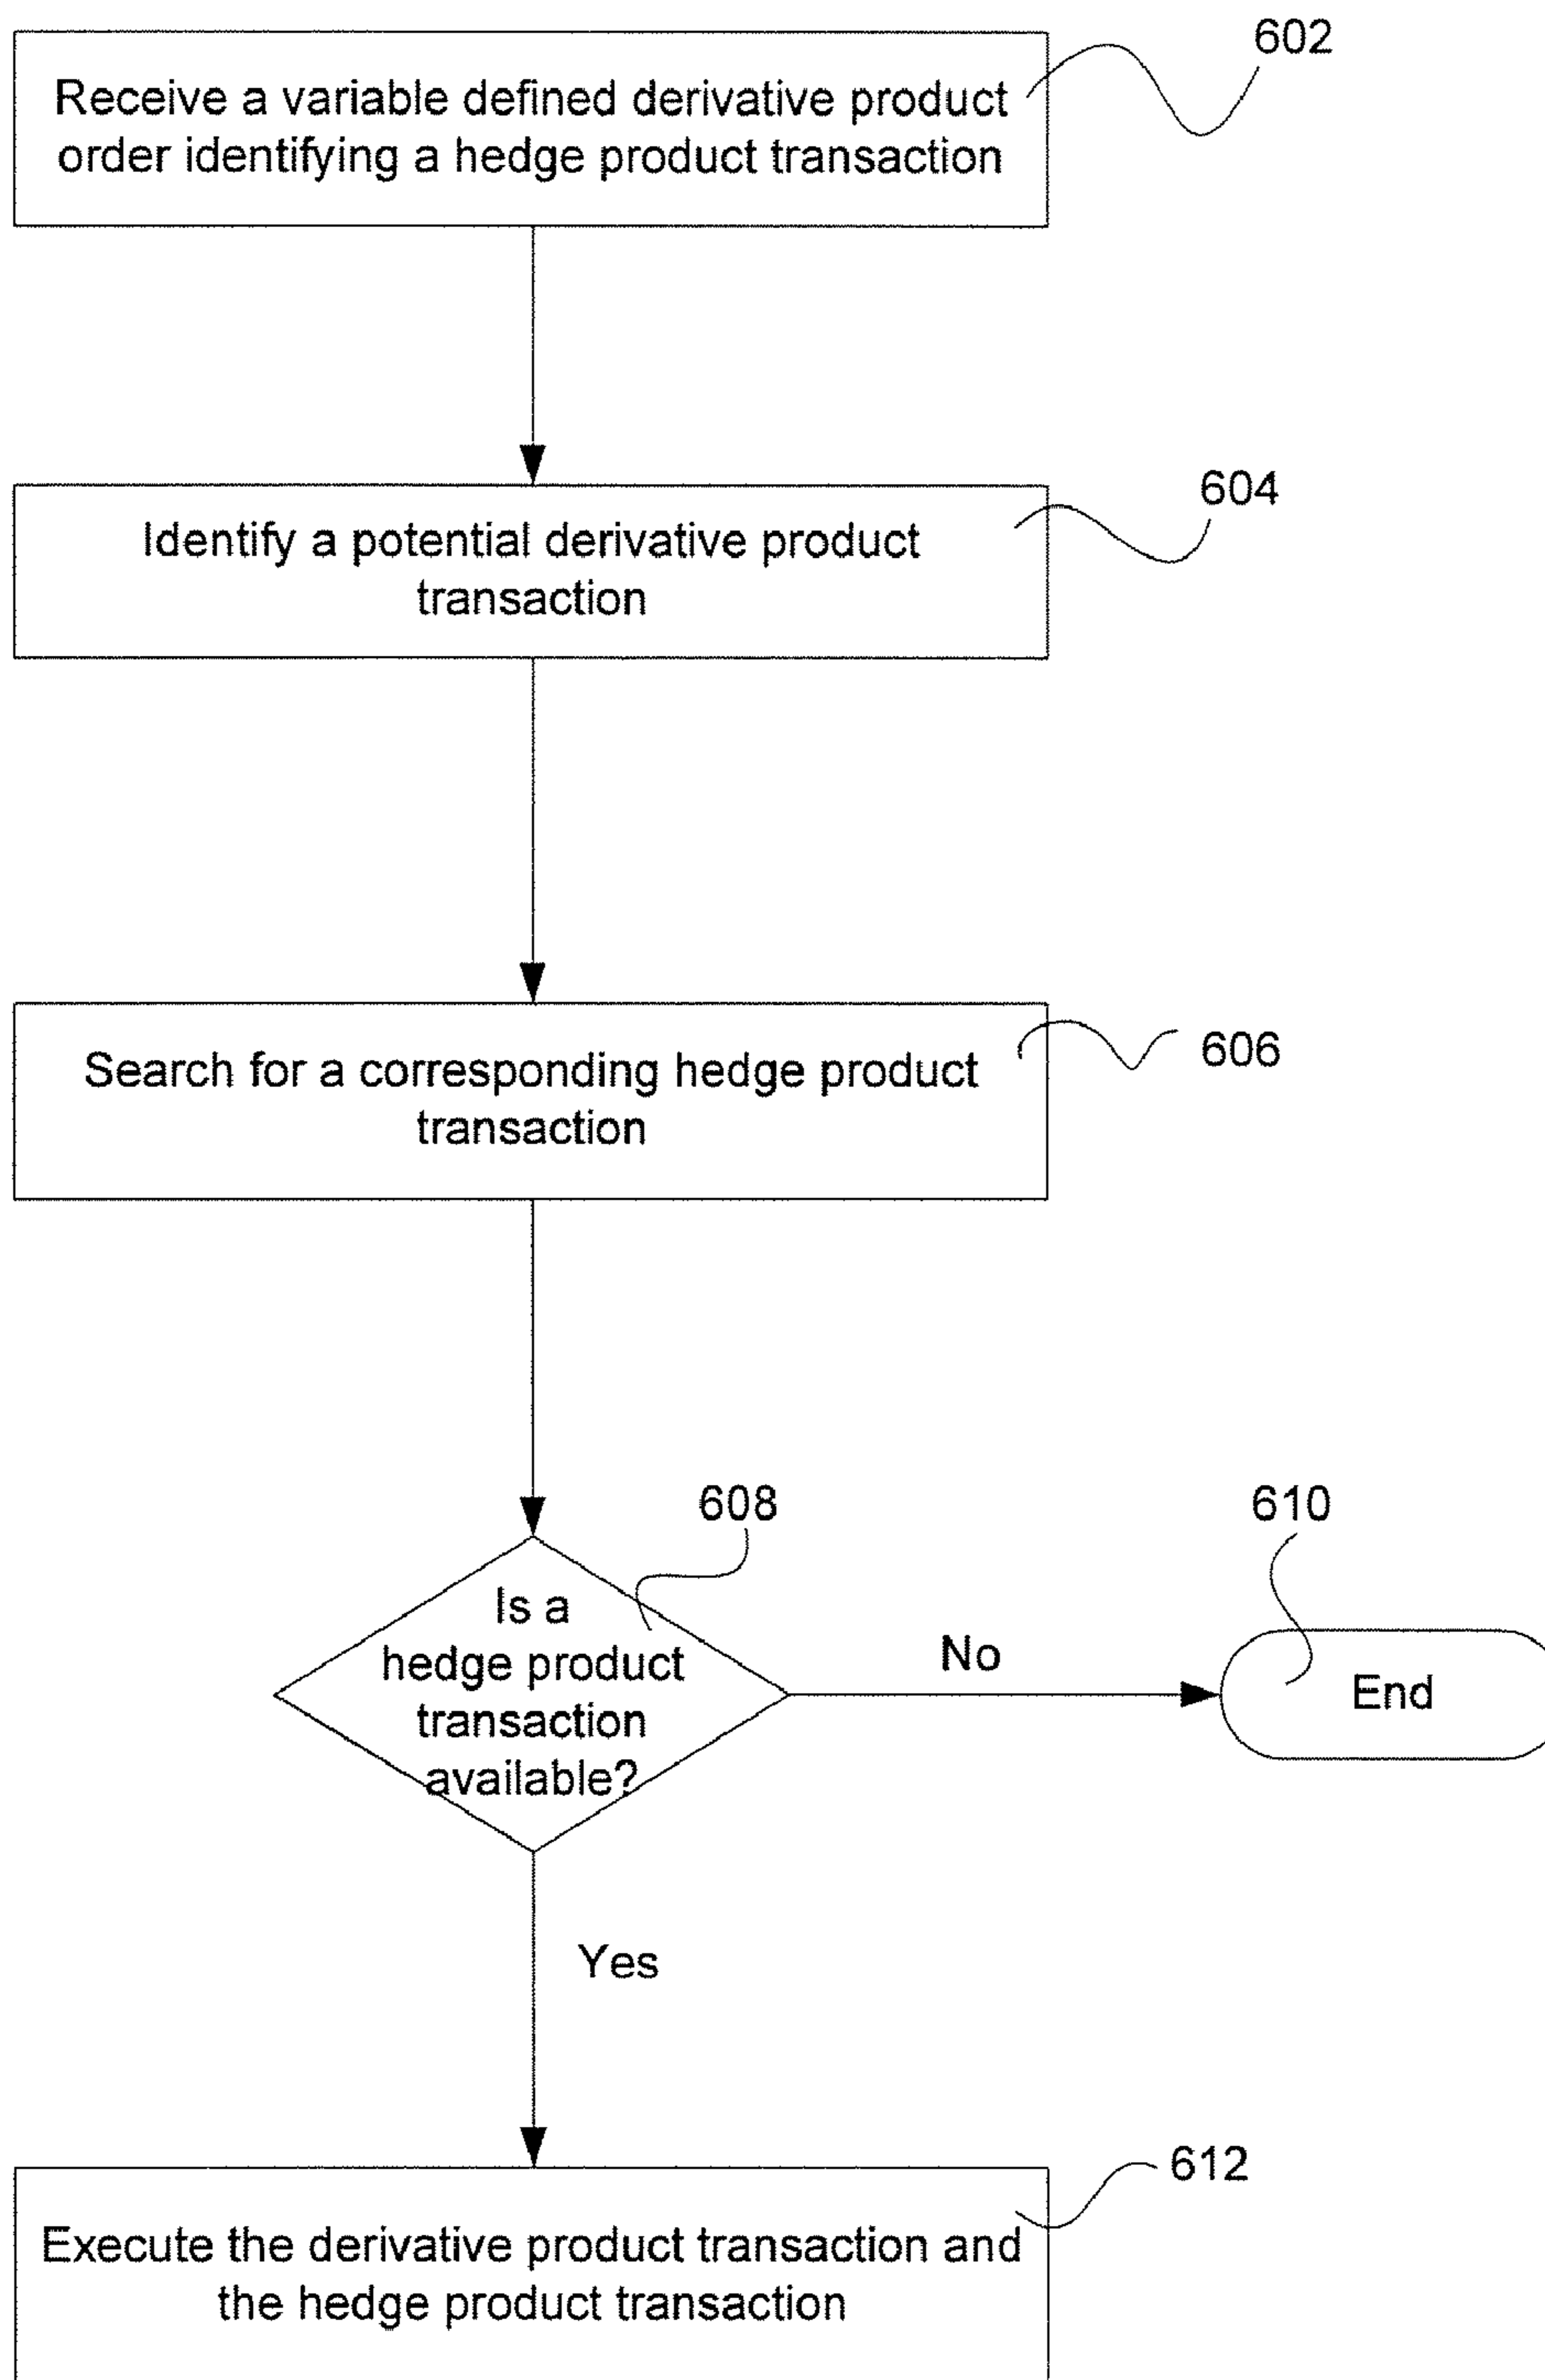 602
Receive a variable defined derivative product
order identifying a hedge product transaction
604
Identify a potential derivative product
transaction
606
Search for a corresponding hedge product
transaction
608
610
Is a
hedge product
transaction
available?
No
End
Yes
612
Execute the derivative product transaction and
the hedge product transaction